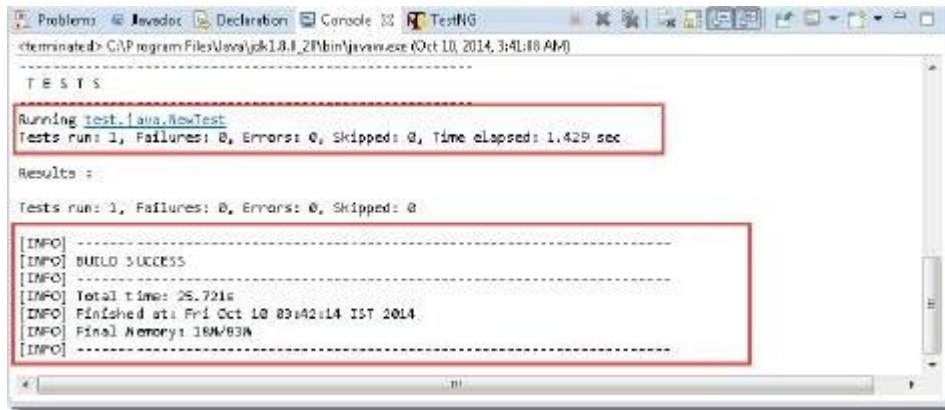 Problems Javadoc Declaration Console TestNG
<terminated> C:\Program Files\Java\jdk1.8.0_20\bin\javaw.exe (Oct 10, 2014, 3:41:18 AM)
-------------------------------------------------------
T E S T S
-------------------------------------------------------
Running test.java.NewTest
Tests run: 1, Failures: 0, Errors: 0, Skipped: 0, Time elapsed: 1.429 sec
Results :
Tests run: 1, Failures: 0, Errors: 0, Skipped: 0
[INFO] ------------------------------------------------------------------------
[INFO] BUILD SUCCESS
[INFO] ------------------------------------------------------------------------
[INFO] Total time: 25.721s
[INFO] Finished at: Fri Oct 10 03:42:14 IST 2014
[INFO] Final Memory: 18M/93M
[INFO] ------------------------------------------------------------------------